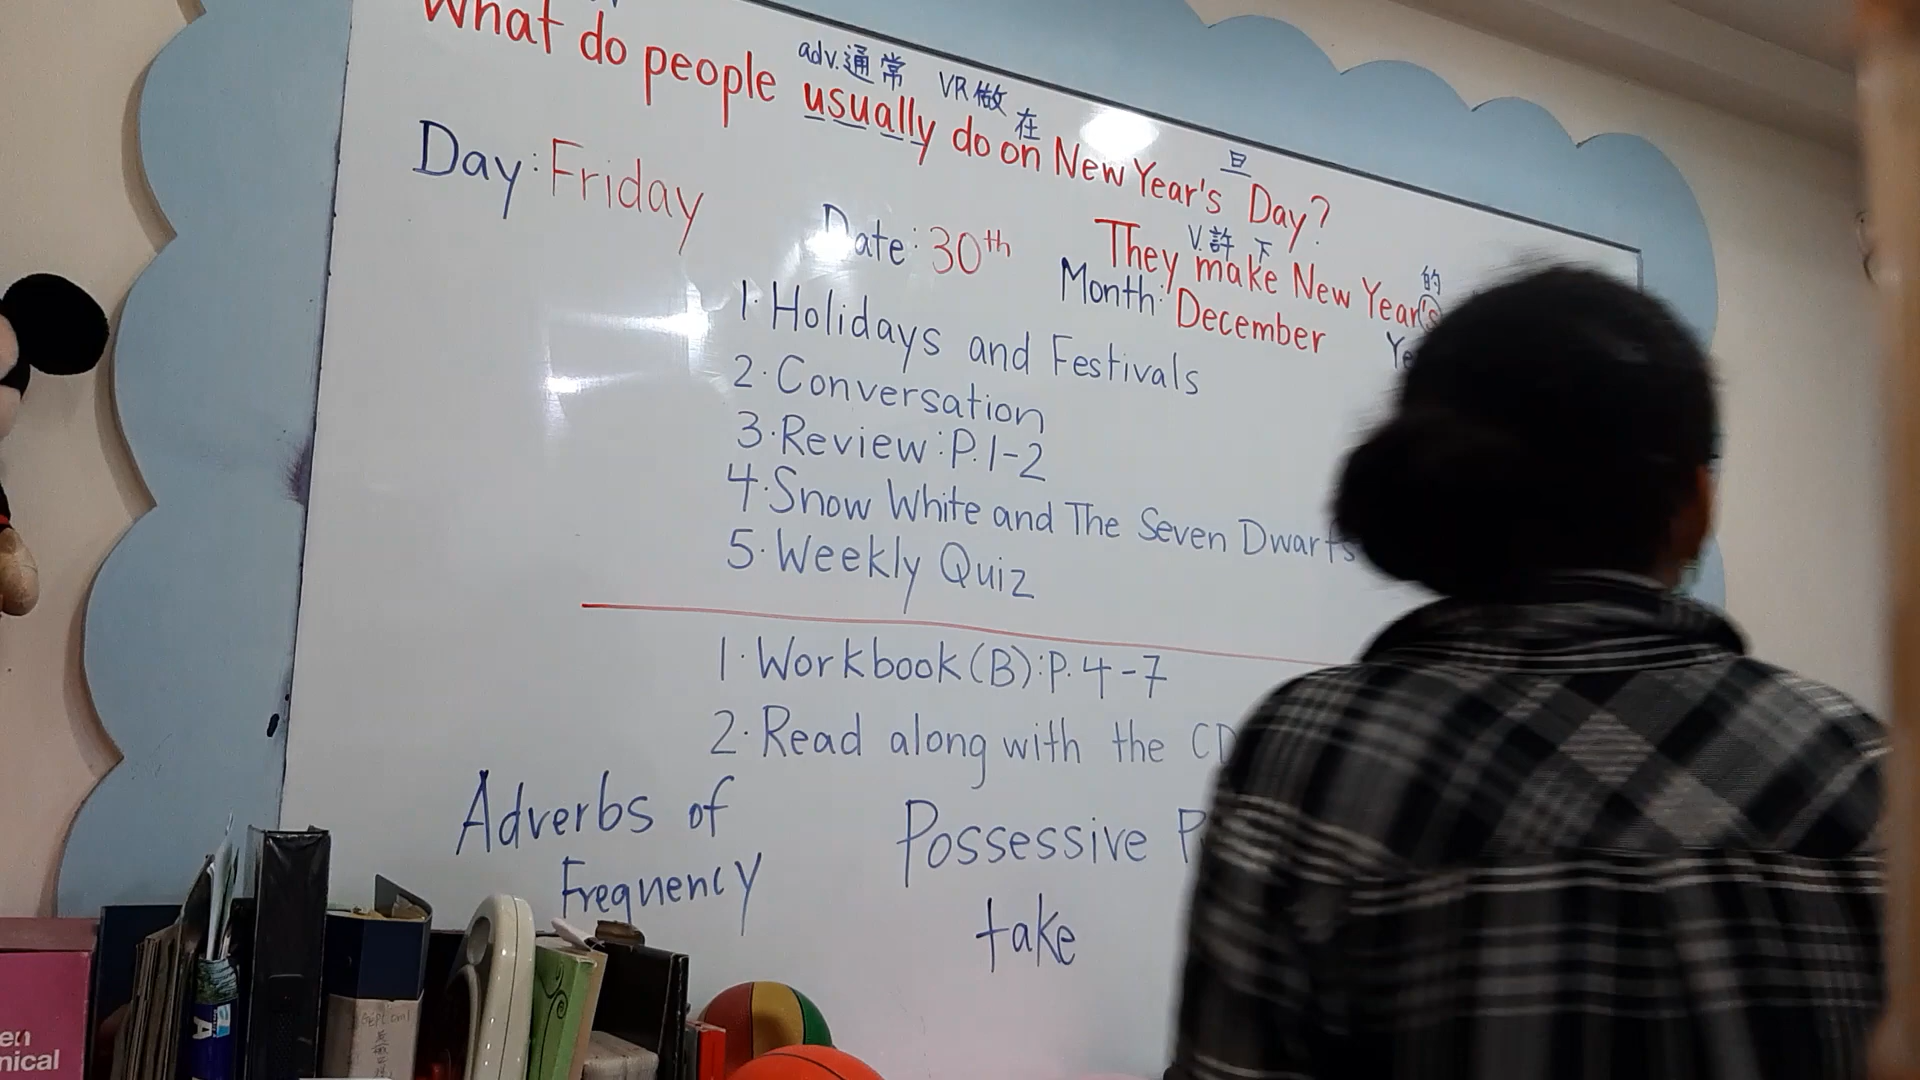 What do people usually do on New Year's Day?
adv.通常 VR做 在 旦
Day: Friday
Date: 30th
They make New Year's
V.許 下 的
Month: December
1. Holidays and Festivals
2. Conversation
3. Review: P.1-2
4. Snow White and The Seven Dwarfs
5. Weekly Quiz
1. Workbook (B): P.4-7
2. Read along with the CD
Adverbs of
Frequency
Possessive
take